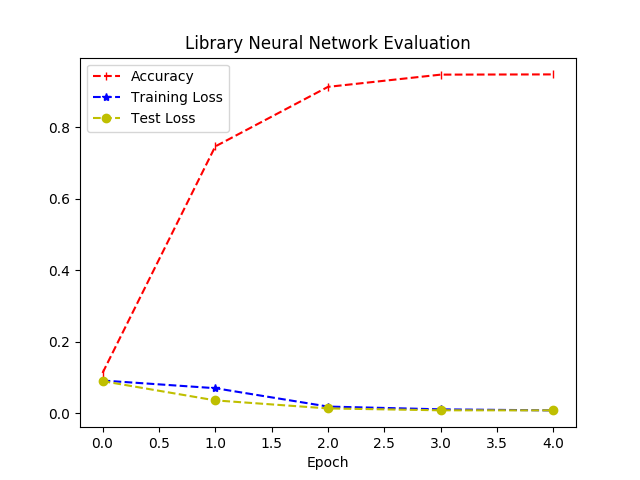 Library Neural Network Evaluation
Accuracy
Training Loss
Test Loss
0.8
0.6
0.4
0.2
0.0
0.0 0.5 1.0 1.5 2.0 2.5 3.0 3.5 4.0
Epoch